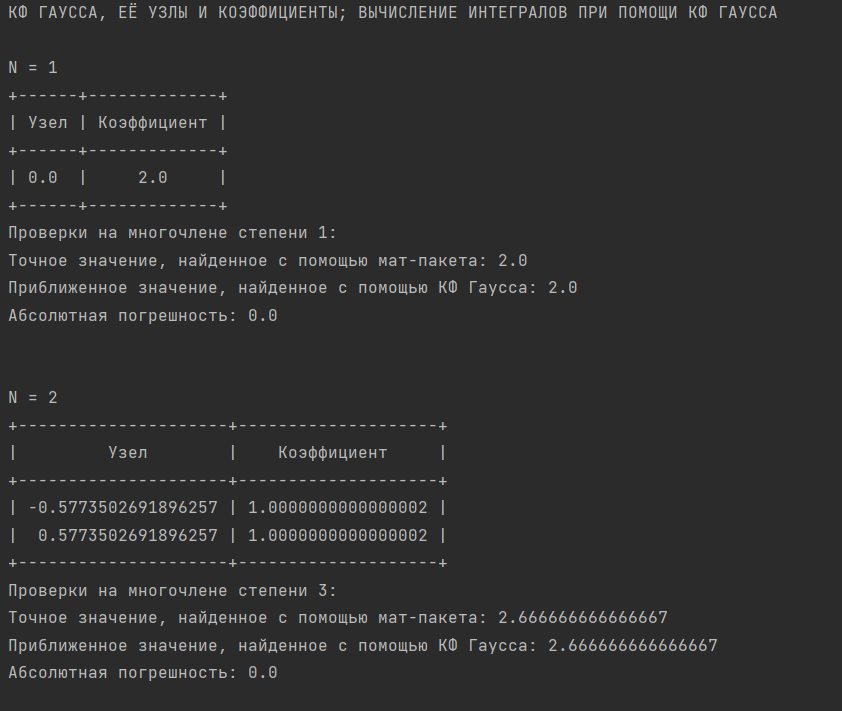 КФ ГАУССА, ЕЁ УЗЛЫ И КОЭФФИЦИЕНТЫ; ВЫЧИСЛЕНИЕ ИНТЕГРАЛОВ ПРИ ПОМОЩИ КФ ГАУССА
N = 1
+------+-------------+
| Узел | Коэффициент |
+------+-------------+
| 0.0  |     2.0     |
+------+-------------+
Проверки на многочлене степени 1:
Точное значение, найденное с помощью мат-пакета: 2.0
Приближенное значение, найденное с помощью КФ Гаусса: 2.0
Абсолютная погрешность: 0.0
N = 2
+---------------------+--------------------+
|         Узел        |    Коэффициент     |
+---------------------+--------------------+
| -0.5773502691896257 | 1.0000000000000002 |
|  0.5773502691896257 | 1.0000000000000002 |
+---------------------+--------------------+
Проверки на многочлене степени 3:
Точное значение, найденное с помощью мат-пакета: 2.666666666666667
Приближенное значение, найденное с помощью КФ Гаусса: 2.666666666666667
Абсолютная погрешность: 0.0